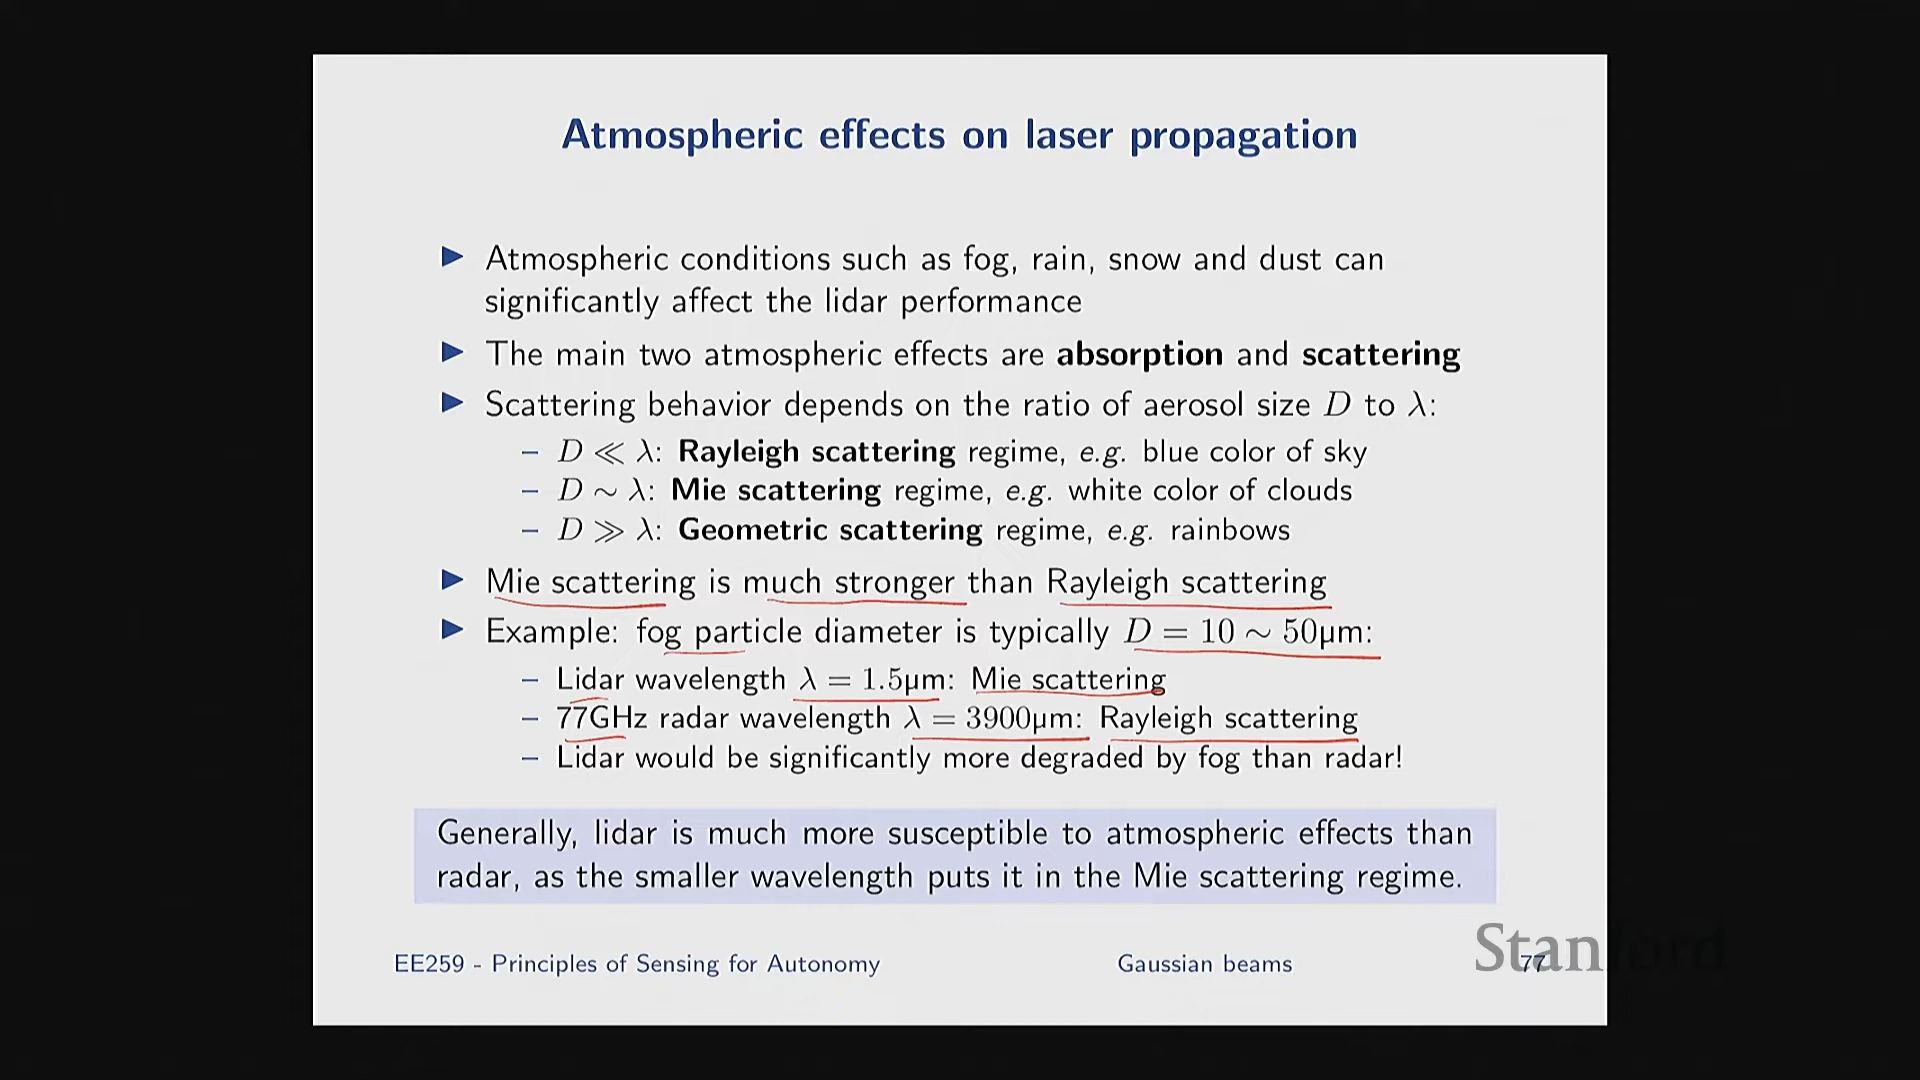 Atmospheric effects on laser propagation
▶ Atmospheric conditions such as fog, rain, snow and dust can
significantly affect the lidar performance
▶ The main two atmospheric effects are absorption and scattering
▶ Scattering behavior depends on the ratio of aerosol size D to λ:
– D ≪ λ: Rayleigh scattering regime, e.g. blue color of sky
– D ∼ λ: Mie scattering regime, e.g. white color of clouds
– D ≫ λ: Geometric scattering regime, e.g. rainbows
▶ Mie scattering is much stronger than Rayleigh scattering
▶ Example: fog particle diameter is typically D = 10 ∼ 50µm:
– Lidar wavelength λ = 1.5µm: Mie scattering
– 77GHz radar wavelength λ = 3900µm: Rayleigh scattering
– Lidar would be significantly more degraded by fog than radar!
Generally, lidar is much more susceptible to atmospheric effects than
radar, as the smaller wavelength puts it in the Mie scattering regime.
EE259 - Principles of Sensing for Autonomy Gaussian beams 77
Stanford